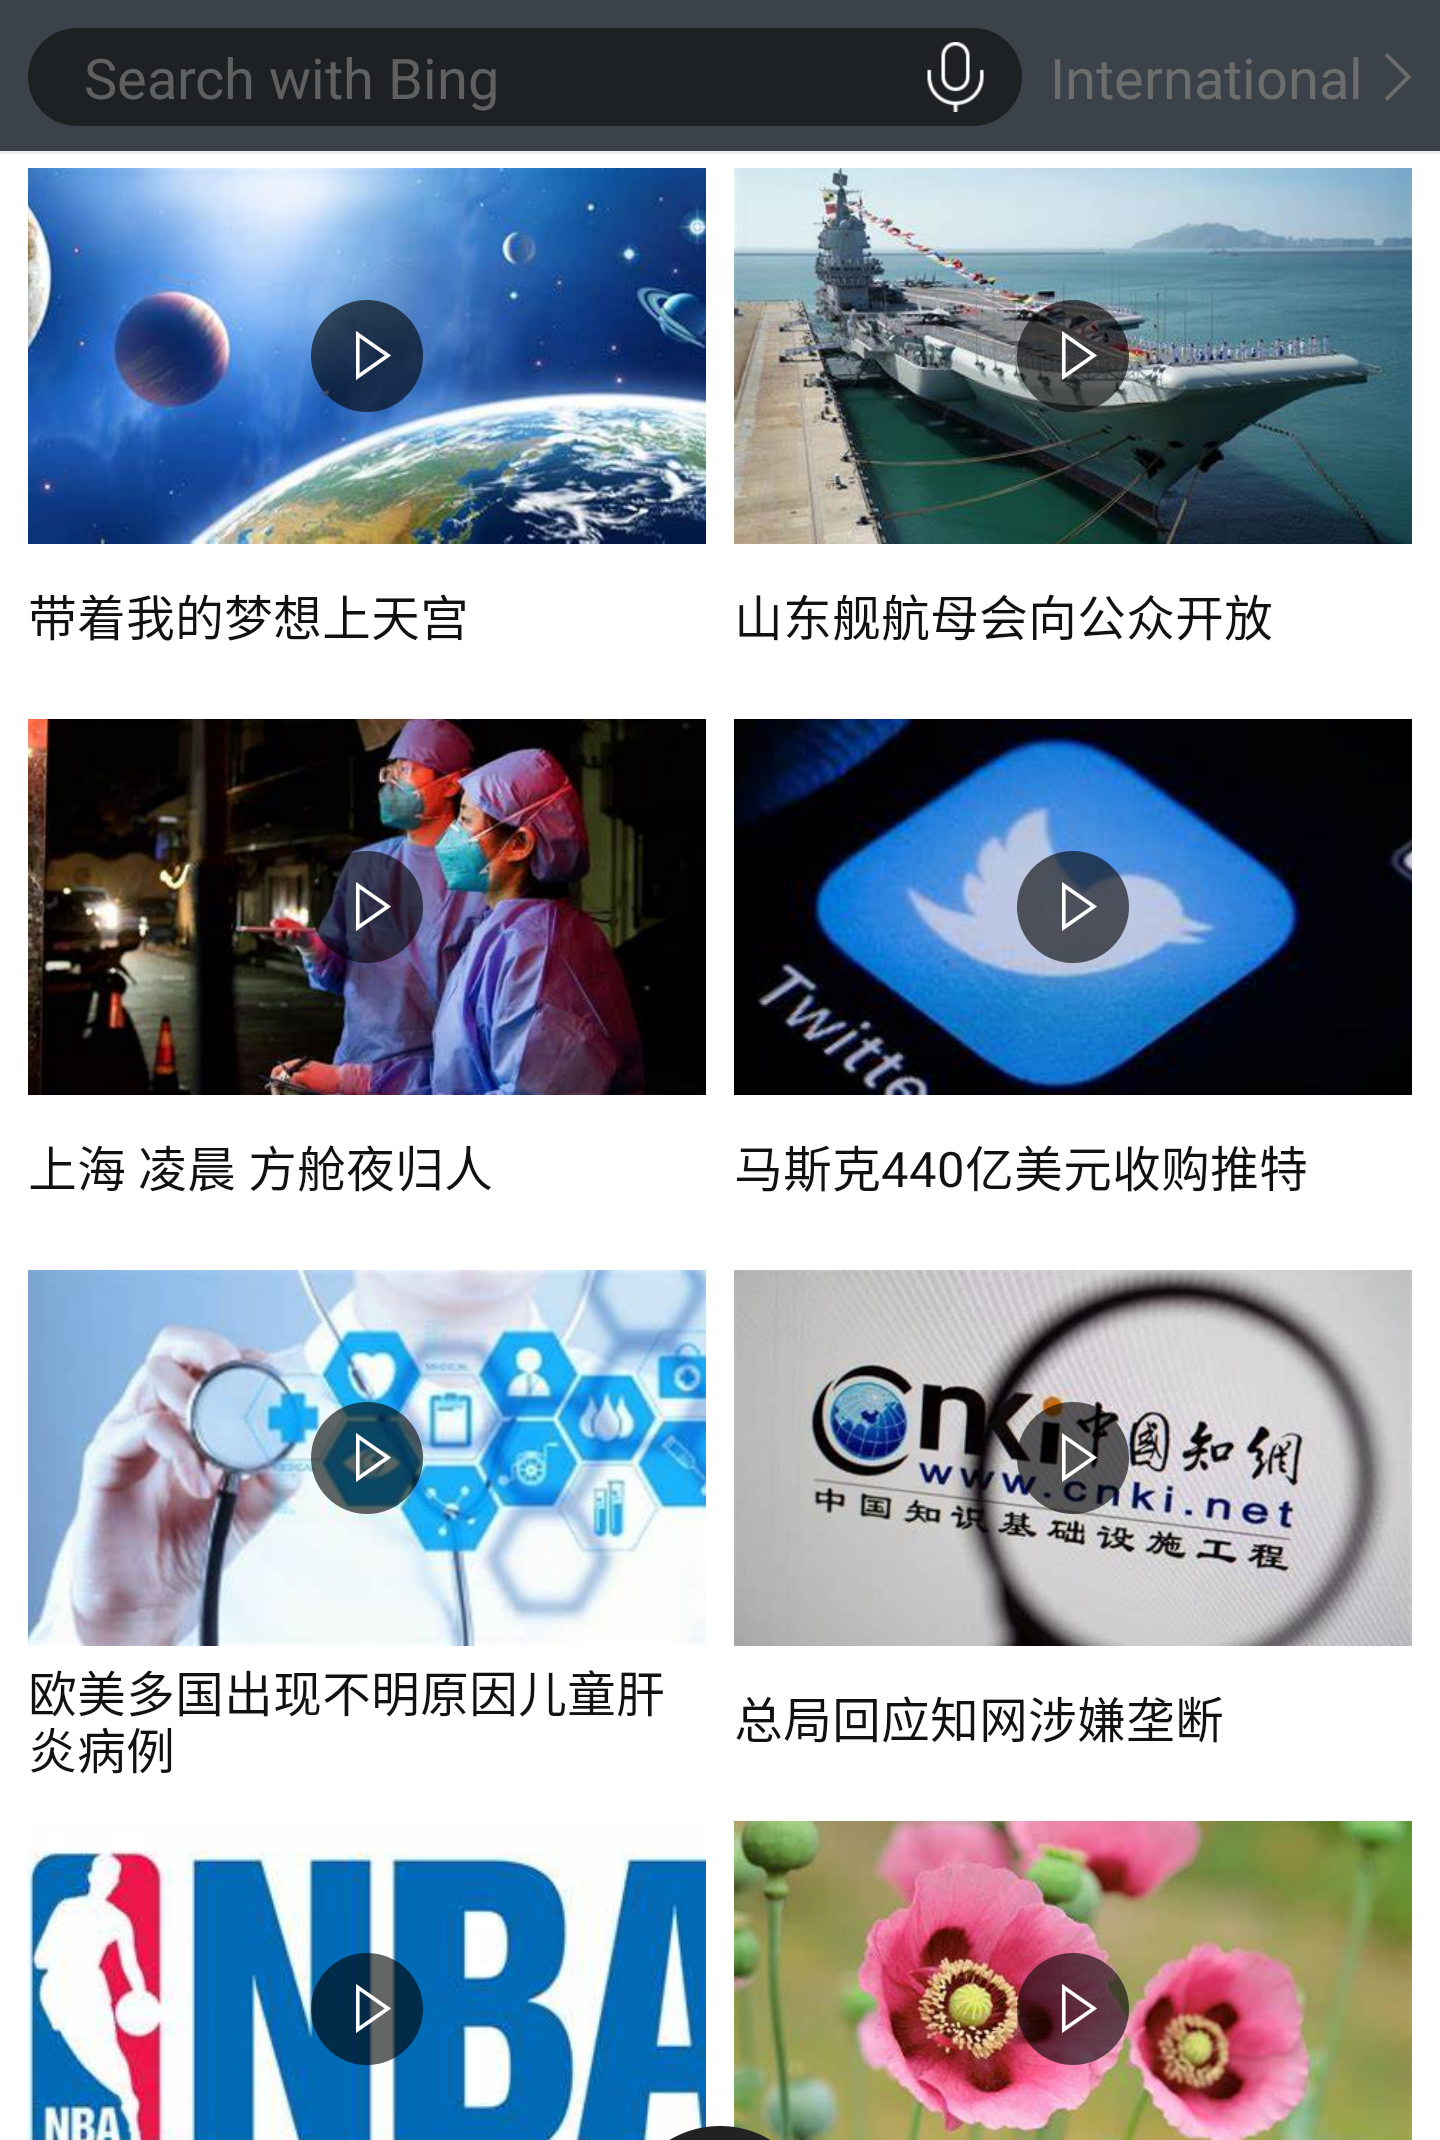 Search with Bing
International
带着我的梦想上天宫
山东舰航母会向公众开放
Twitte
上海 凌晨 方舱夜归人
马斯克440亿美元收购推特
MEDICAL
cnki 中國知網
www.cnki.net
中国知识基础设施工程
欧美多国出现不明原因儿童肝
炎病例
总局回应知网涉嫌垄断
NBA
NBA